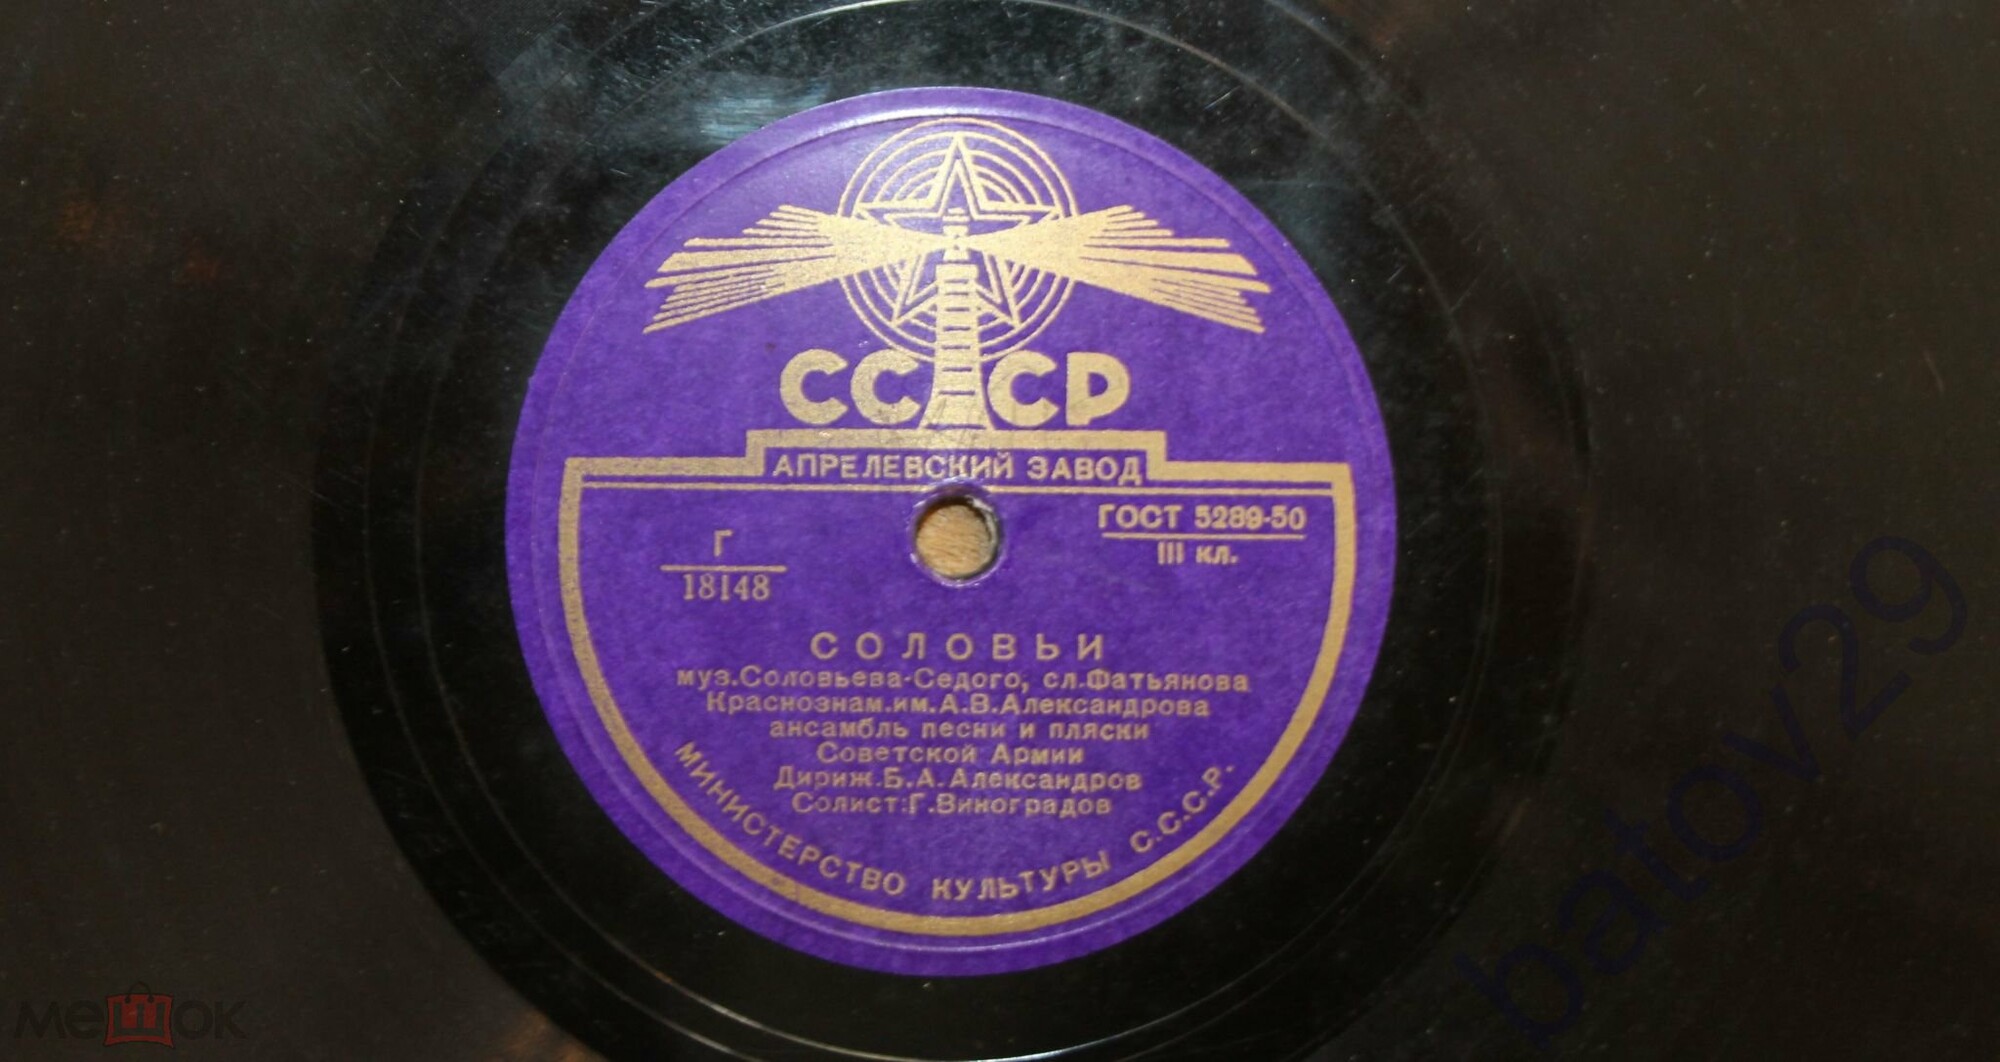 СССР
АПРЕЛЕВСКИЙ ЗАВОД
ГОСТ 5289-50
III кл.
Г
18148
СОЛОВЬИ
муз.Соловьева-Седого, сл.Фатьянова
Краснознам.им.А.В.Александрова
ансамбль песни и пляски
Советской Армии
Дириж.Б.А.Александров
Солист:Г.Виноградов
МИНИСТЕРСТВО КУЛЬТУРЫ С.С.С.Р.
batov29
мешок